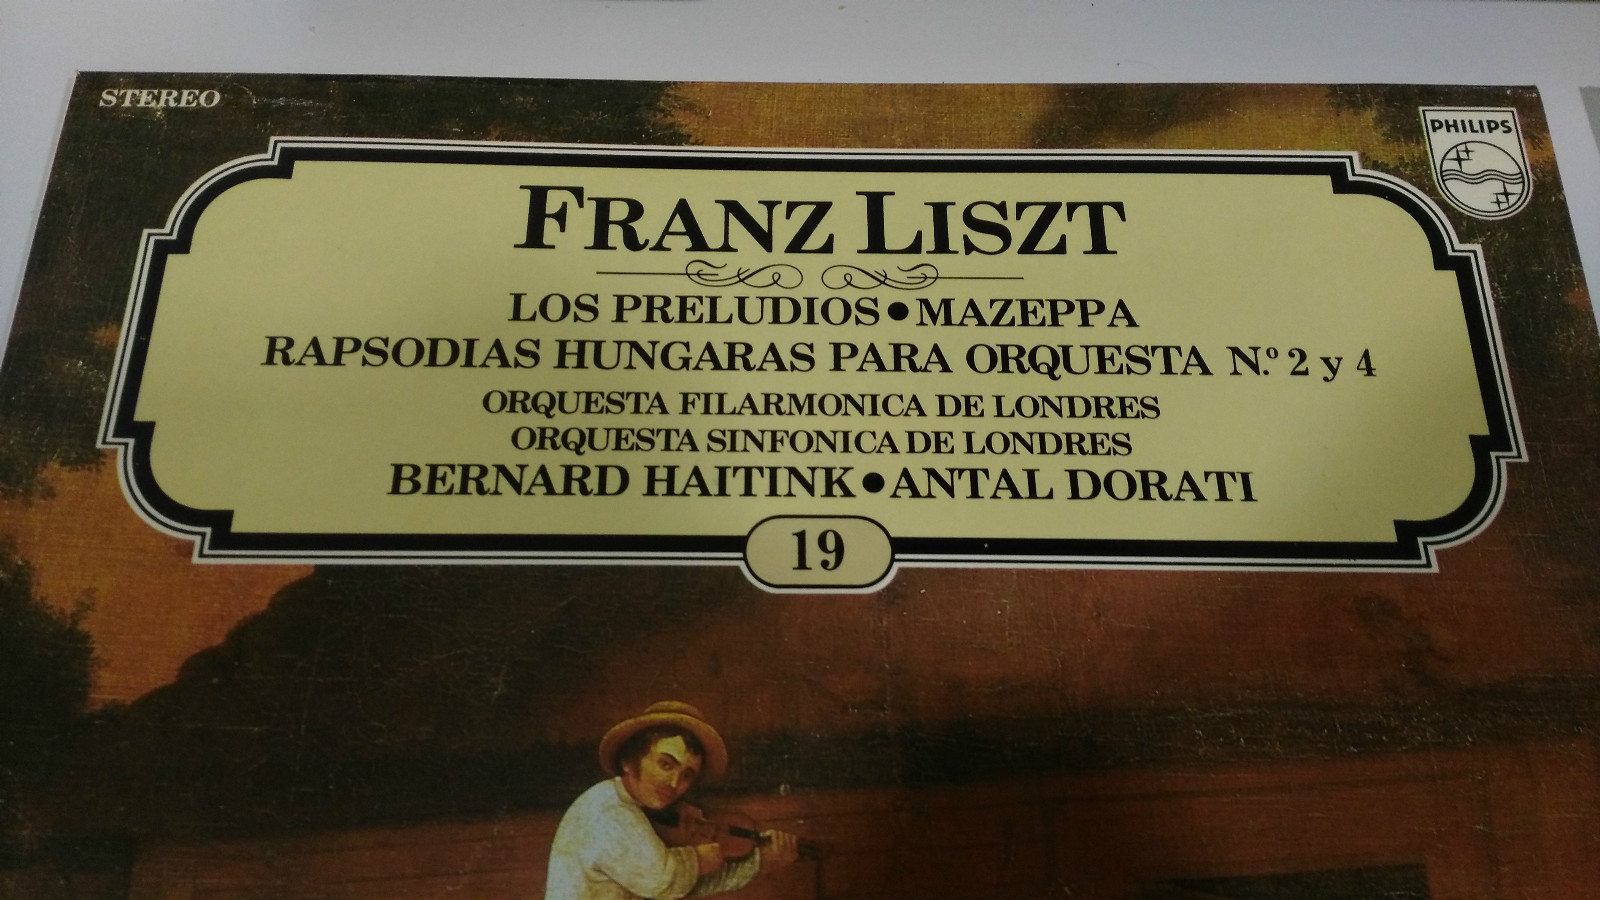 STEREO
PHILIPS
FRANZ LISZT
LOS PRELUDIOS • MAZEPPA
RAPSODIAS HUNGARAS PARA ORQUESTA N.º 2 y 4
ORQUESTA FILARMONICA DE LONDRES
ORQUESTA SINFONICA DE LONDRES
BERNARD HAITINK • ANTAL DORATI
19